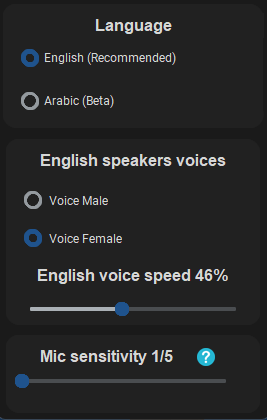 Language
English (Recommended)
Arabic (Beta)
English speakers voices
Voice Male
Voice Female
English voice speed 46%
Mic sensitivity 1/5 ?